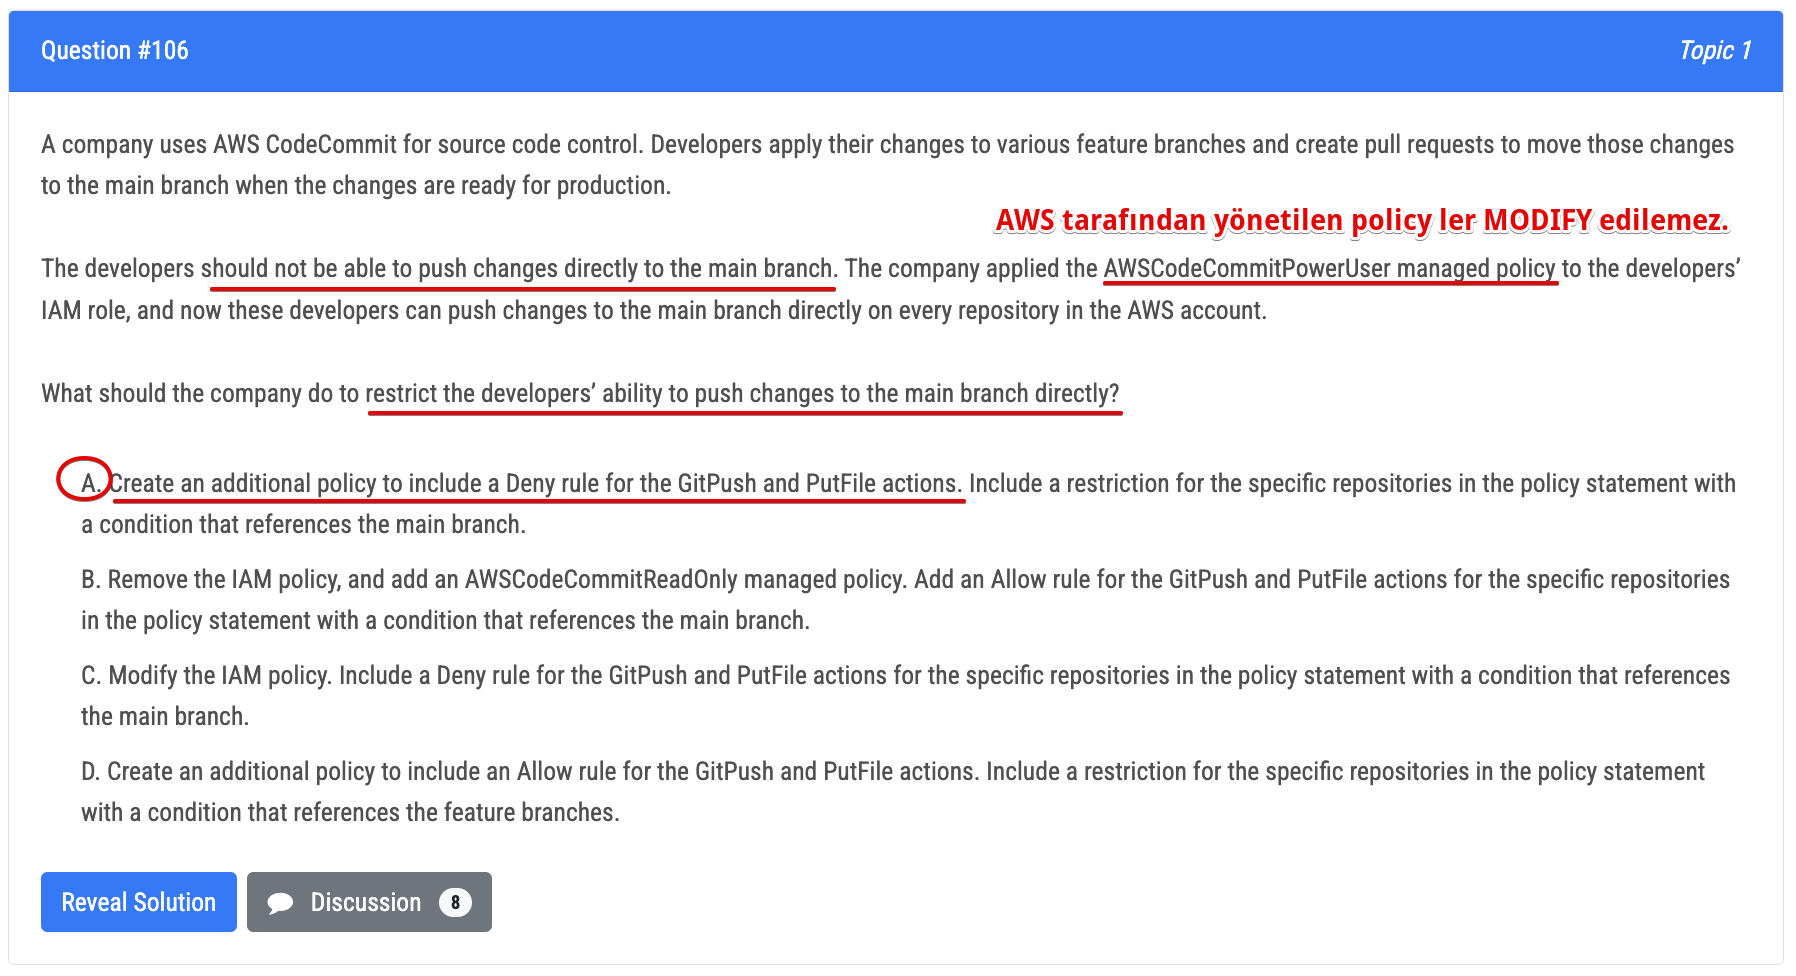 Question #106
Topic 1
A company uses AWS CodeCommit for source code control. Developers apply their changes to various feature branches and create pull requests to move those changes
to the main branch when the changes are ready for production.
AWS tarafından yönetilen policy ler MODIFY edilemez.
The developers should not be able to push changes directly to the main branch. The company applied the AWSCodeCommitPowerUser managed policy to the developers’
IAM role, and now these developers can push changes to the main branch directly on every repository in the AWS account.
What should the company do to restrict the developers’ ability to push changes to the main branch directly?
A. Create an additional policy to include a Deny rule for the GitPush and PutFile actions. Include a restriction for the specific repositories in the policy statement with
a condition that references the main branch.
B. Remove the IAM policy, and add an AWSCodeCommitReadOnly managed policy. Add an Allow rule for the GitPush and PutFile actions for the specific repositories
in the policy statement with a condition that references the main branch.
C. Modify the IAM policy. Include a Deny rule for the GitPush and PutFile actions for the specific repositories in the policy statement with a condition that references
the main branch.
D. Create an additional policy to include an Allow rule for the GitPush and PutFile actions. Include a restriction for the specific repositories in the policy statement
with a condition that references the feature branches.
Reveal Solution
Discussion 8